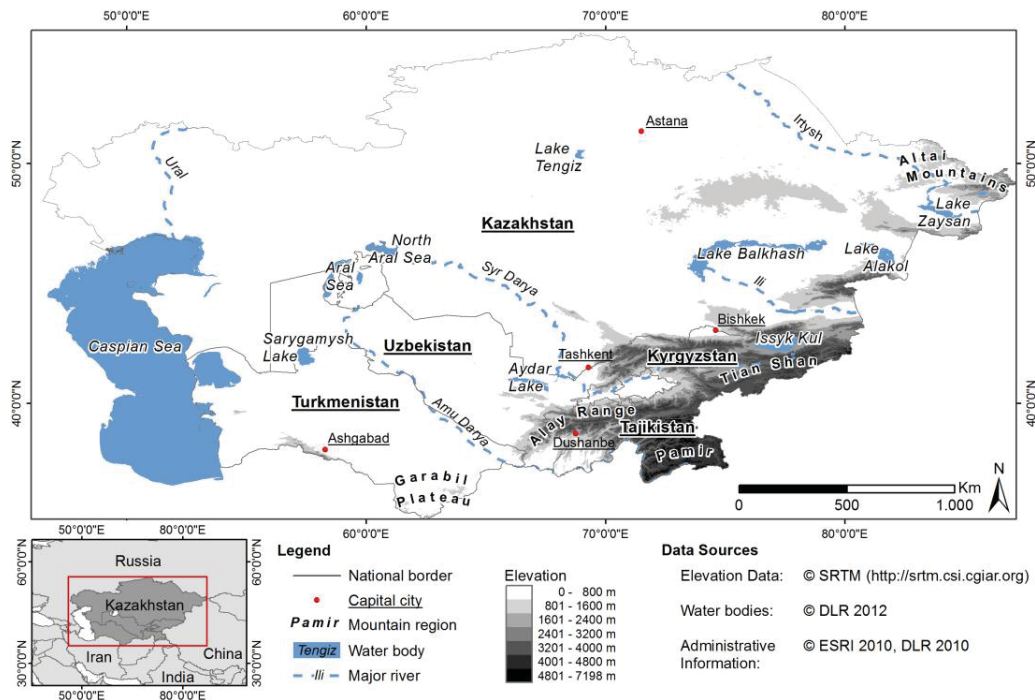 50°0'0"E
60°0'0"E
70°0'0"E
80°0'0"E
Astana
Irtysh
Lake
Tengiz
Altai
Mountains
50°0'0"N
50°0'0"N
Ural
Lake
Zaysan
Kazakhstan
North
Aral Sea
Lake Balkhash
Lake
Alakol
Aral
Sea
Syr Darya
Ili
Bishkek
Caspian Sea
Sarygamysh
Lake
Uzbekistan
Tashkent
Issyk Kul
Kyrgyzstan
Tian Shan
Aydar
Lake
40°0'0"N
40°0'0"N
Turkmenistan
Amu Darya
Alay Range
Tajikistan
Ashgabad
Dushanbe
Pamir
Garabil
Plateau
N
Km
0 500 1.000
60°0'0"E
70°0'0"E
80°0'0"E
50°0'0"E
80°0'0"E
60°0'0"N
60°0'0"N
Russia
Kazakhstan
Iran
China
India
30°0'0"N
30°0'0"N
50°0'0"E
80°0'0"E
Legend
National border
Capital city
Pamir Mountain region
Tengiz Water body
Ili Major river
Elevation
0 - 800 m
801 - 1600 m
1601 - 2400 m
2401 - 3200 m
3201 - 4000 m
4001 - 4800 m
4801 - 7198 m
Data Sources
Elevation Data: © SRTM (http://srtm.csi.cgiar.org)
Water bodies: © DLR 2012
Administrative © ESRI 2010, DLR 2010
Information: